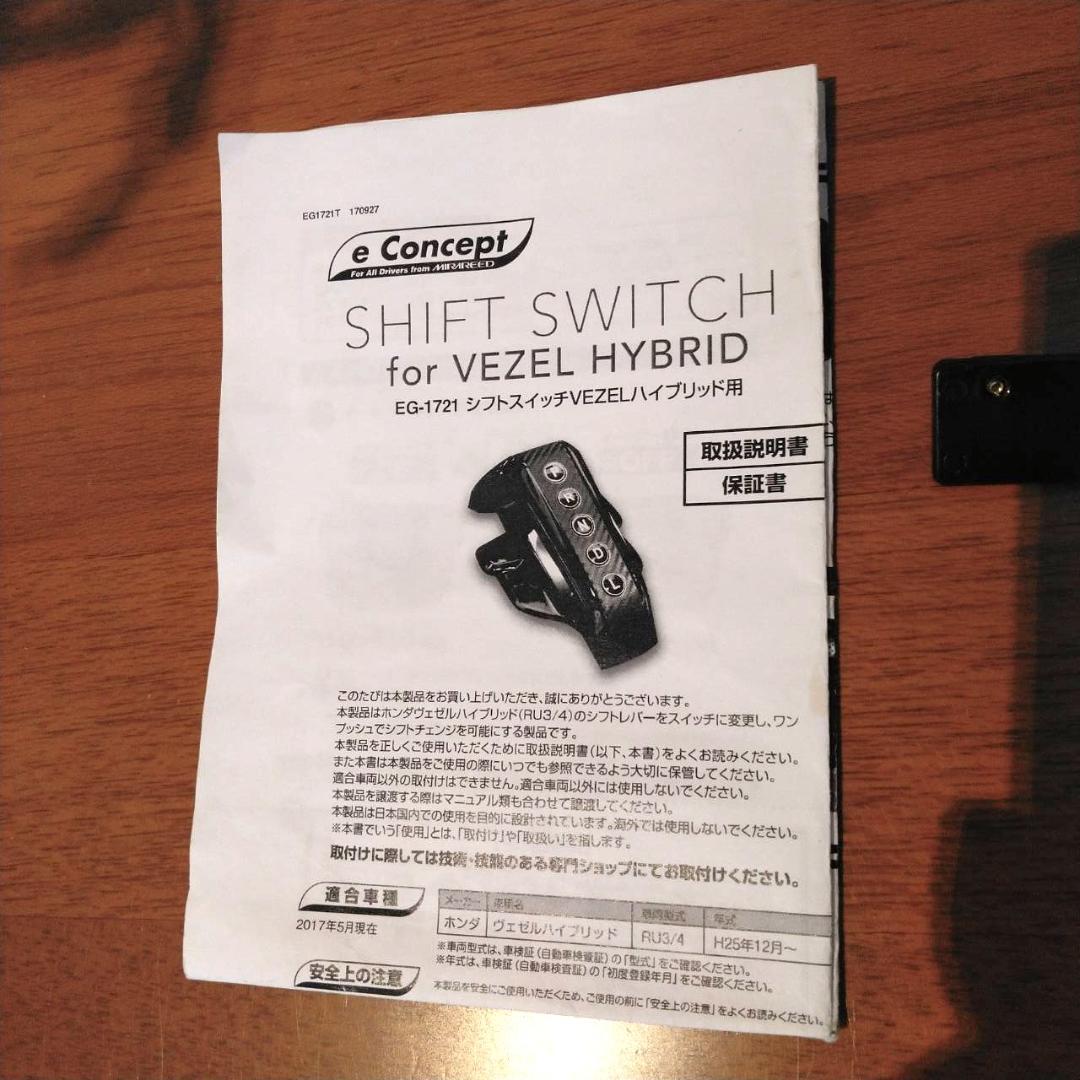 EG1721T 170927
e Concept
For All Drivers from MIRAREED
SHIFT SWITCH
for VEZEL HYBRID
EG-1721 シフトスイッチVEZELハイブリッド用
取扱説明書
保証書
P
R
N
D
L
このたびは本製品をお買い上げいただき、誠にありがとうございます。
本製品はホンダヴェゼルハイブリッド(RU3/4)のシフトレバーをスイッチに変更し、ワン
プッシュでシフトチェンジを可能にする製品です。
本製品を正しくご使用いただくために取扱説明書(以下、本書)をよくお読みください。
また本書は本製品をご使用の際にいつでも参照できるよう大切に保管してください。
適合車両以外の取付けはできません。適合車両以外には使用しないでください。
本製品を譲渡する際はマニュアル類も合わせて譲渡してください。
本製品は日本国内での使用を目的に設計されています。海外では使用しないでください。
※本書でいう「使用」とは、「取付け」や「取扱い」を指します。
取付けに際しては技術・技能のある専門ショップにてお取付けください。
適合車種
2017年5月現在
メーカー 車種名 車両型式 年式
ホンダ ヴェゼルハイブリッド RU3/4 H25年12月～
※車両型式は、車検証(自動車検査証)の「型式」をご確認ください。
※年式は、車検証(自動車検査証)の「初度登録年月」をご確認ください。
安全上の注意
本製品を安全にご使用いただくため、ご使用の前に「安全上の注意」をよくお読みください。